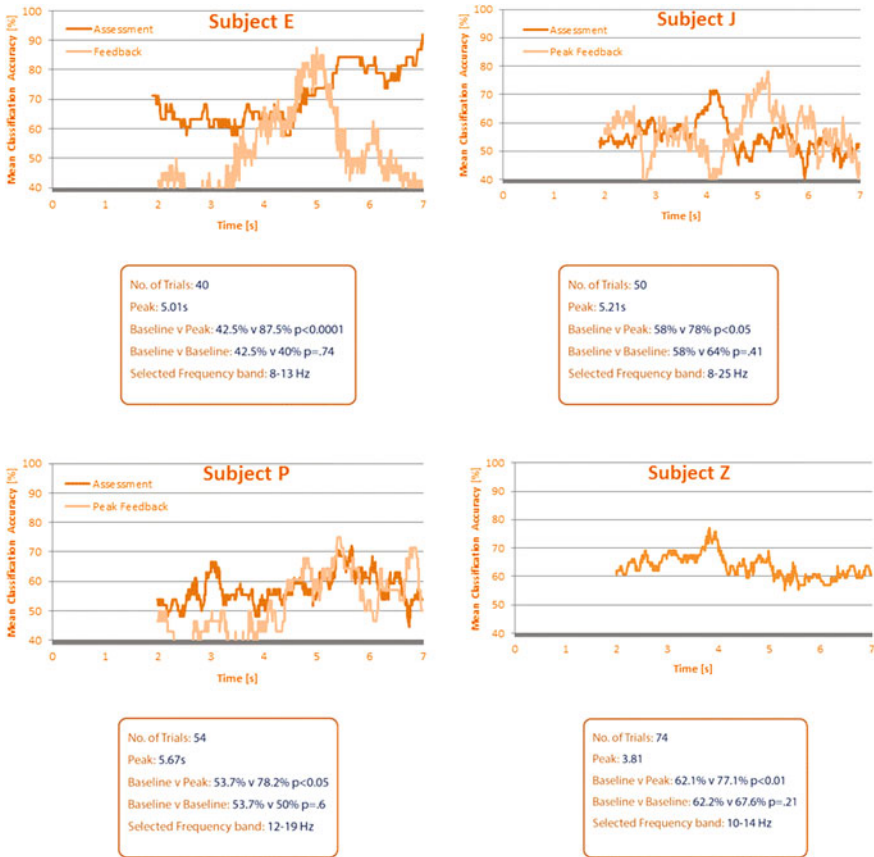 Subject E
Assessment
Feedback
Mean Classification Accuracy [%]
100
90
80
70
60
50
40
0 1 2 3 4 5 6 7
Time [s]
No. of Trials: 40
Peak: 5.01s
Baseline v Peak: 42.5% v 87.5% p<0.0001
Baseline v Baseline: 42.5% v 40% p=.74
Selected Frequency band: 8-13 Hz
Subject J
Assessment
Peak Feedback
Mean Classification Accuracy [%]
100
90
80
70
60
50
40
0 1 2 3 4 5 6 7
Time [s]
No. of Trials: 50
Peak: 5.21s
Baseline v Peak: 58% v 78% p<0.05
Baseline v Baseline: 58% v 64% p=.41
Selected Frequency band: 8-25 Hz
Subject P
Assessment
Peak Feedback
Mean Classification Accuracy [%]
100
90
80
70
60
50
40
0 1 2 3 4 5 6 7
Time [s]
No. of Trials: 54
Peak: 5.67s
Baseline v Peak: 53.7% v 78.2% p<0.05
Baseline v Baseline: 53.7% v 50% p=.6
Selected Frequency band: 12-19 Hz
Subject Z
Mean Classification Accuracy [%]
100
90
80
70
60
50
40
0 1 2 3 4 5 6 7
Time [s]
No. of Trials: 74
Peak: 3.81
Baseline v Peak: 62.1% v 77.1% p<0.01
Baseline v Baseline: 62.2% v 67.6% p=.21
Selected Frequency band: 10-14 Hz